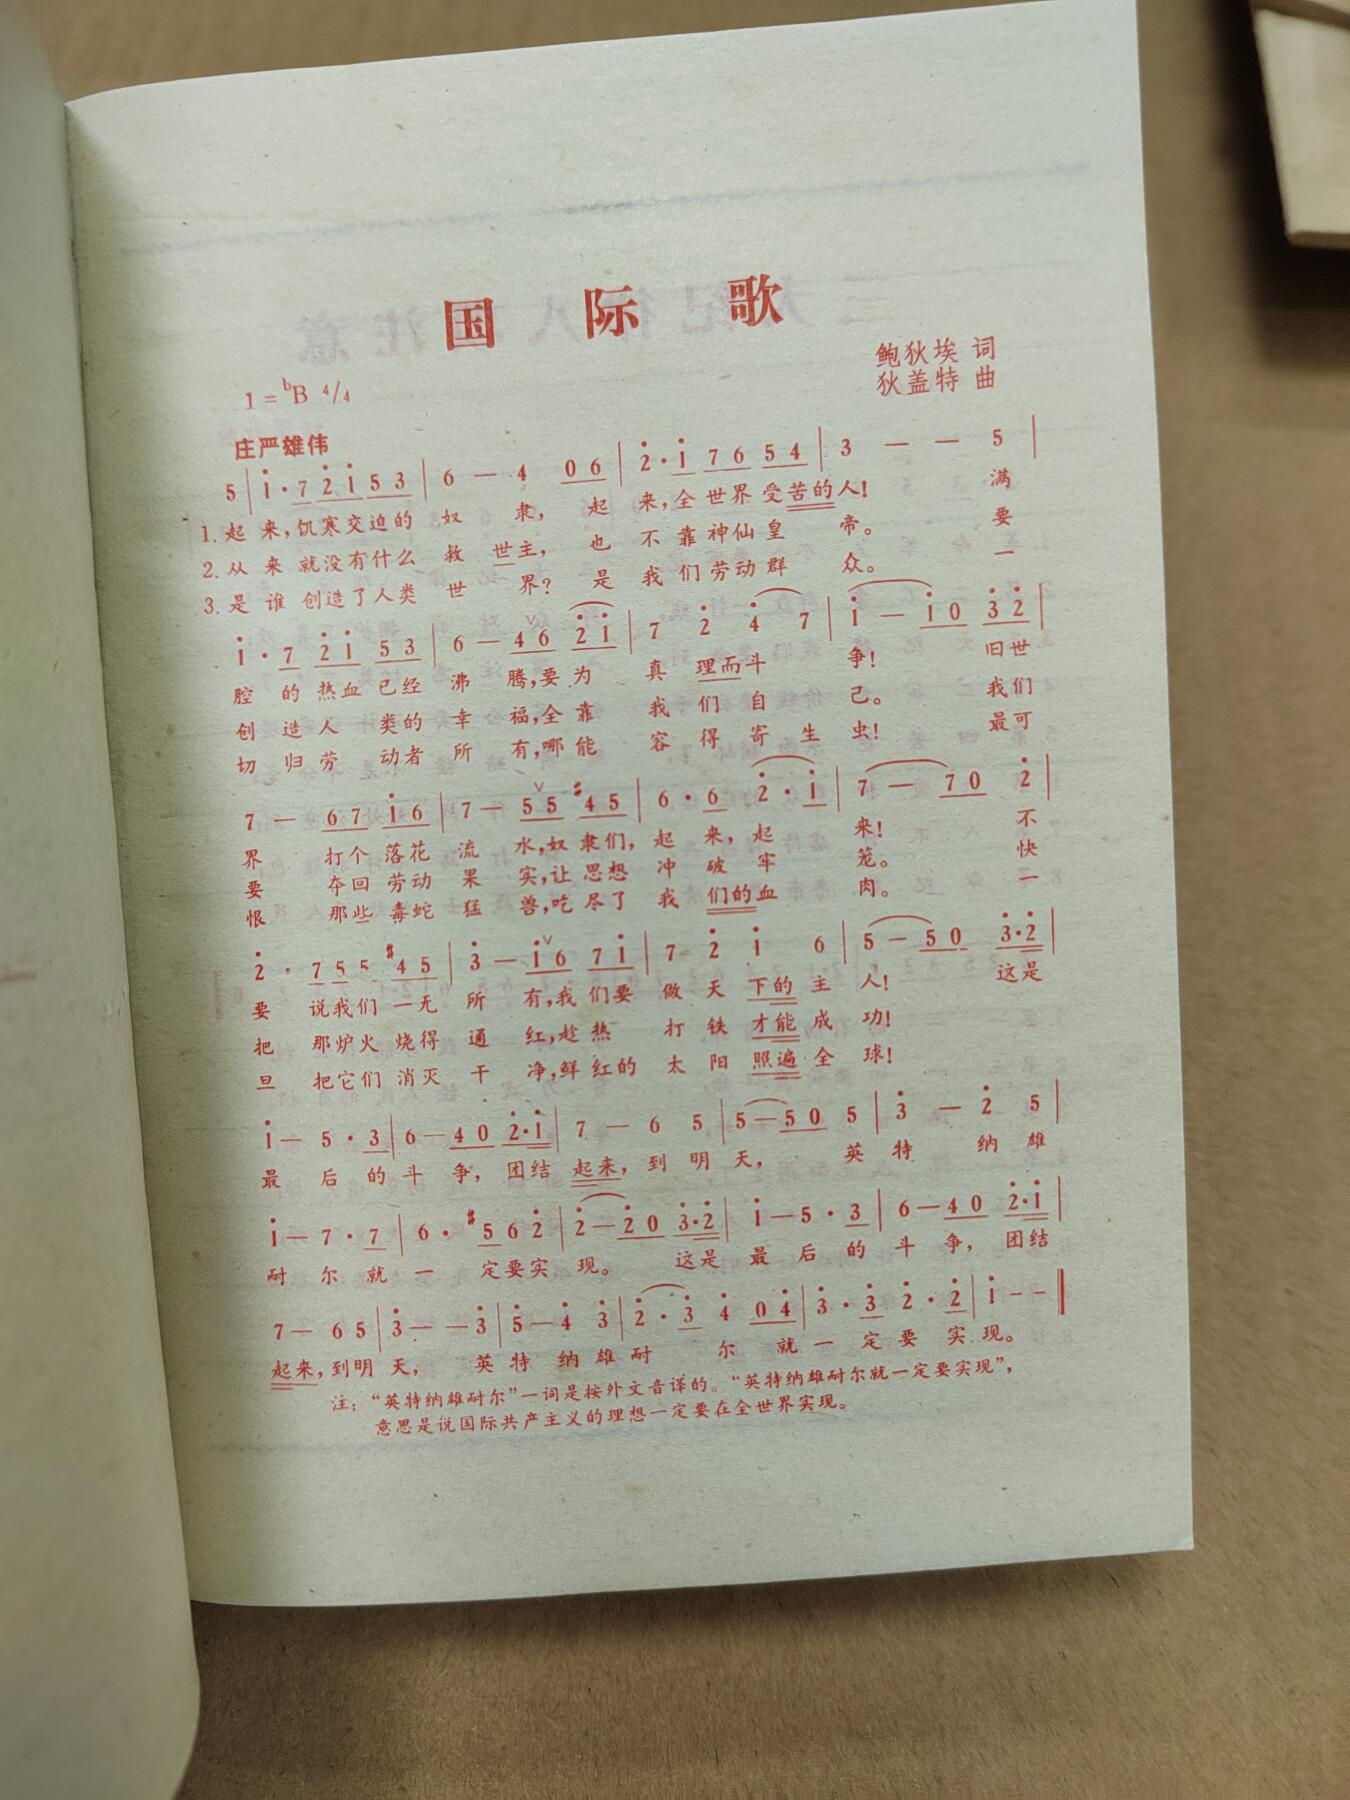 国际歌
鲍狄埃 词
1 = ♭B 4/4
狄盖特 曲
庄严雄伟
5 | i̇· 7 2̇ i̇ 5 3 | 6 — 4 0 6 | 2̇· i̇ 7 6 5 4 | 3 — — 5 |
1.起 来,饥寒交迫的 奴 隶, 起 来,全世界受苦的人! 满
2.从 来 就没有什么 救 世主, 也 不 靠神仙皇 帝。 要
3.是 谁 创造了人类 世 界? 是 我 们劳动群 众。 一
i̇· 7 2̇ i̇ 5 3 | 6 — 4 ∨ 6 2̇ i̇ | 7 2̇ 4̇ 7 | i̇ — i̇ 0 3̇ 2̇ |
腔 的 热血 已经 沸 腾,要为 真 理而斗 争! 旧世
创 造 人 类的 幸 福,全靠 我 们 自 己。 我们
切 归 劳 动者 所 有,哪能 容 得 寄 生 虫! 最可
7 — 6 7 i̇ 6 | 7 — 5 ∨ 5 #4 5 | 6 · 6 2̇ · i̇ | 7 — 7 0 2̇ |
界 打个 落花 流 水,奴 隶们,起 来,起 来! 不
要 夺回 劳动 果 实,让 思想 冲 破 牢 笼。 快
恨 那些 毒蛇 猛 兽,吃 尽了 我 们的血 肉。 一
2̇ · 7 5 5 #4 5 | 3̇ — i̇ ∨ 6 7 i̇ | 7 2̇ i̇ 6 | 5 — 5 0 3̇·2̇ |
要 说我们 一无 所 有,我 们要 做 天 下的 主 人! 这是
把 那炉火 烧得 通 红,趁热 打 铁 才能 成 功!
旦 把它们 消灭 干 净,鲜红的 太 阳 照遍 全 球!
i̇ — 5 · 3 | 6 — 4 0 2̇·i̇ | 7 — 6 5 | 5 — 5 0 5 | 3̇ — 2̇ 5 |
最 后 的 斗 争, 团结 起来,到 明 天, 英 特 纳 雄
i̇ — 7 · 7 | 6 · #5 6 2̇ | 2̇ — 2̇ 0 3̇·2̇ | i̇ — 5 · 3 | 6 — 4 0 2̇·i̇ |
耐 尔 就 一 定要实 现。 这是 最 后 的 斗 争, 团结
7 — 6 5 | 3̇ — — 3̇ | 5̇ — 4̇ 3̇ | 2̇ · 3̇ 4̇ 0 4̇ | 3̇ · 3̇ 2̇ · 2̇ | i̇ - - ‖
起来,到明 天, 英 特 纳雄耐 尔 就 一 定 要 实 现。
注:“英特纳雄耐尔”一词是按外文音译的。“英特纳雄耐尔就一定要实现”,
意思是说国际共产主义的理想一定要在全世界实现。